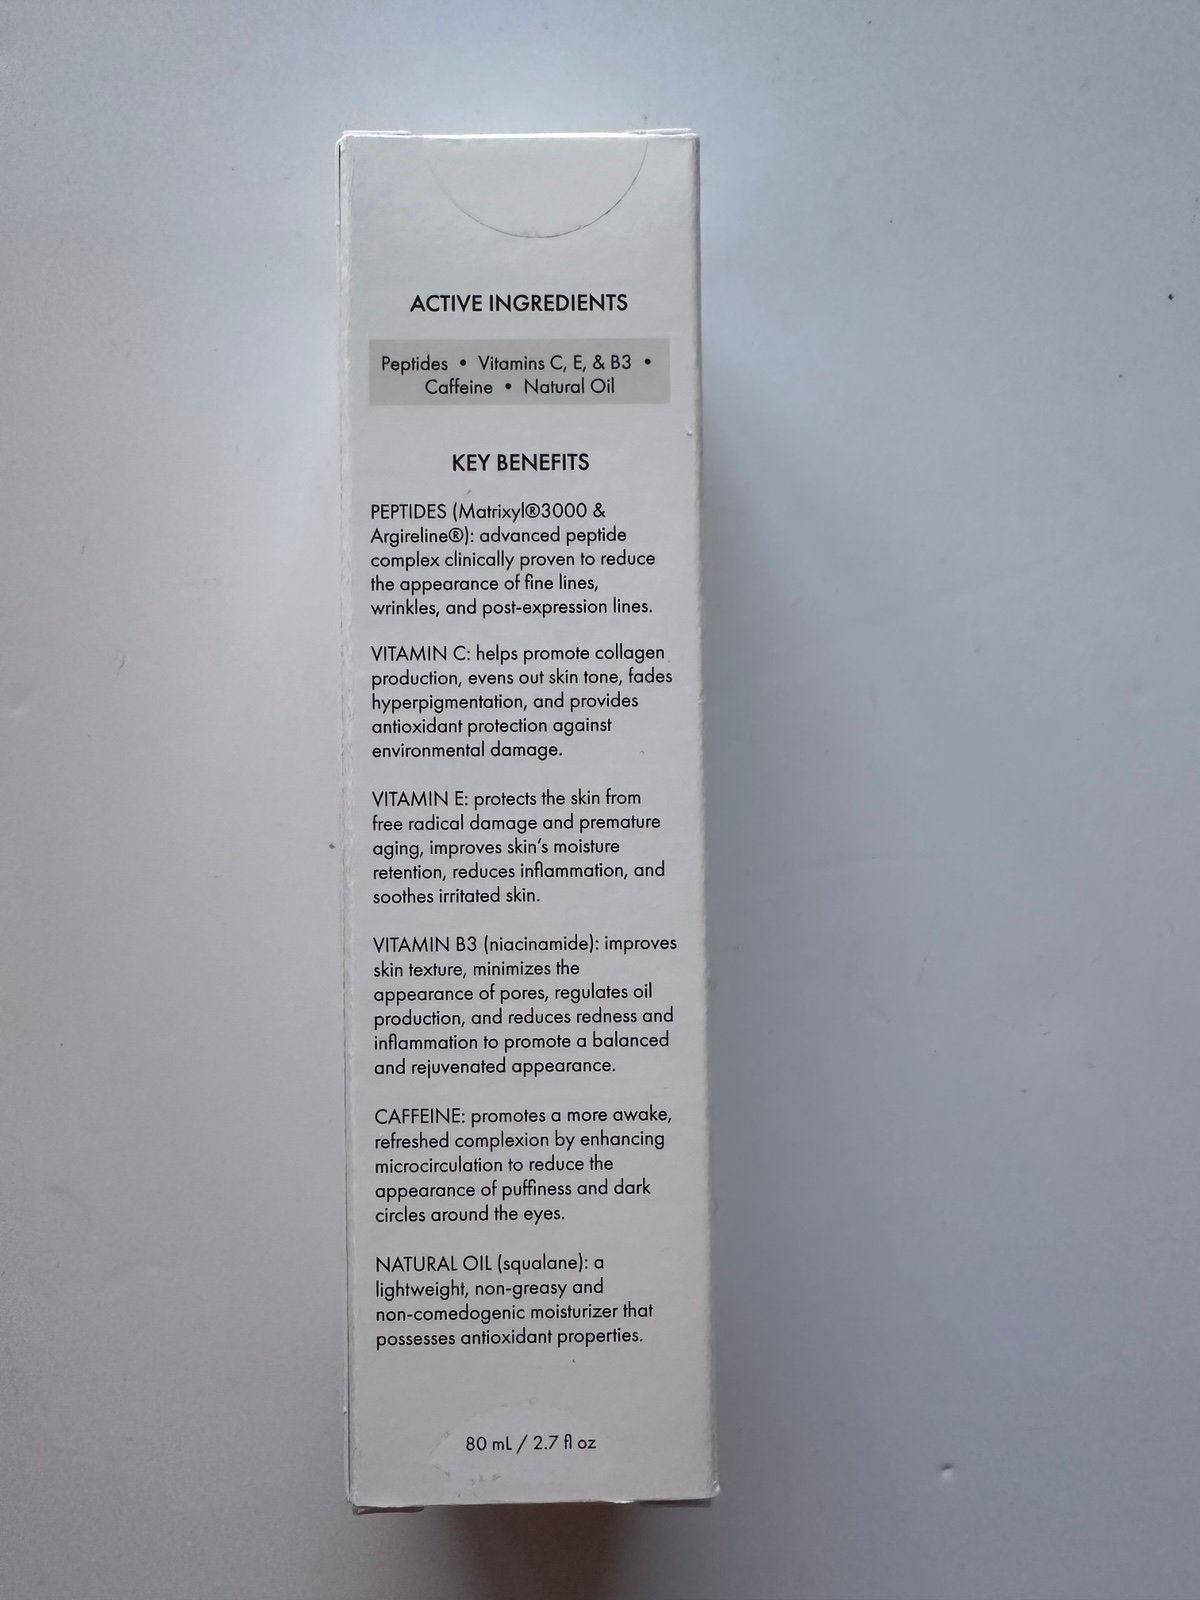 ACTIVE INGREDIENTS
Peptides • Vitamins C, E, & B3 •
Caffeine • Natural Oil
KEY BENEFITS
PEPTIDES (Matrixyl®3000 &
Argireline®): advanced peptide
complex clinically proven to reduce
the appearance of fine lines,
wrinkles, and post-expression lines.
VITAMIN C: helps promote collagen
production, evens out skin tone, fades
hyperpigmentation, and provides
antioxidant protection against
environmental damage.
VITAMIN E: protects the skin from
free radical damage and premature
aging, improves skin's moisture
retention, reduces inflammation, and
soothes irritated skin.
VITAMIN B3 (niacinamide): improves
skin texture, minimizes the
appearance of pores, regulates oil
production, and reduces redness and
inflammation to promote a balanced
and rejuvenated appearance.
CAFFEINE: promotes a more awake,
refreshed complexion by enhancing
microcirculation to reduce the
appearance of puffiness and dark
circles around the eyes.
NATURAL OIL (squalane): a
lightweight, non-greasy and
non-comedogenic moisturizer that
possesses antioxidant properties.
80 mL / 2.7 fl oz